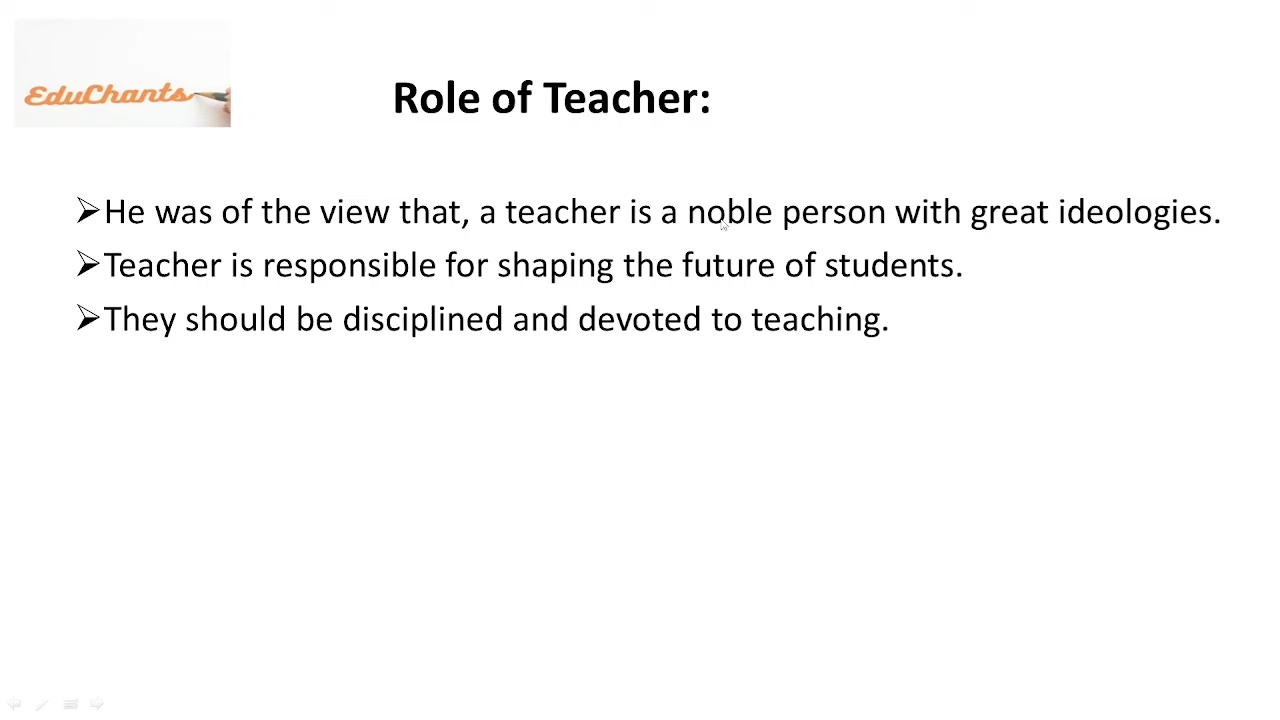 EduChants
Role of Teacher:
➢He was of the view that, a teacher is a noble person with great ideologies.
➢Teacher is responsible for shaping the future of students.
➢They should be disciplined and devoted to teaching.